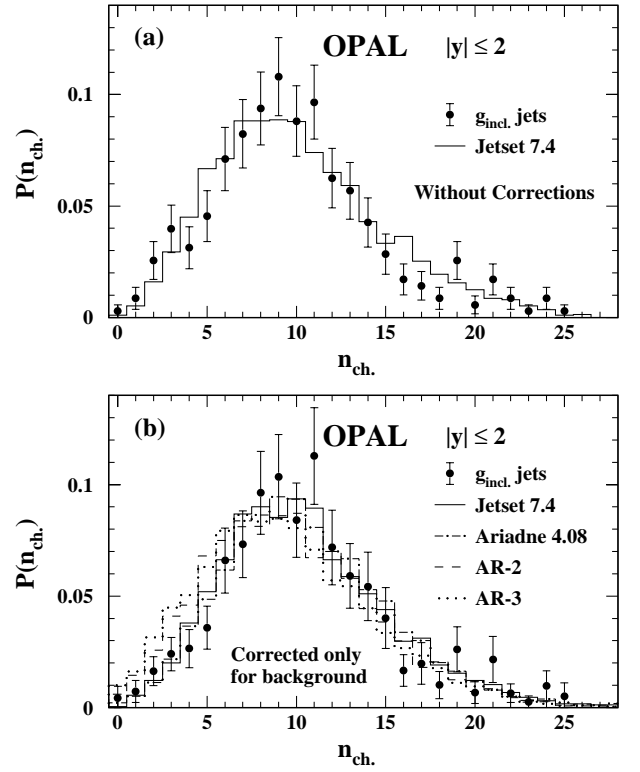 (a) OPAL |y| ≤ 2
g_incl. jets
Jetset 7.4
Without Corrections
P(n_ch.)
0.1
0.05
0
0 5 10 15 20 25
n_ch.
(b) OPAL |y| ≤ 2
g_incl. jets
Jetset 7.4
Ariadne 4.08
AR-2
AR-3
Corrected only
for background
P(n_ch.)
0.1
0.05
0
0 5 10 15 20 25
n_ch.